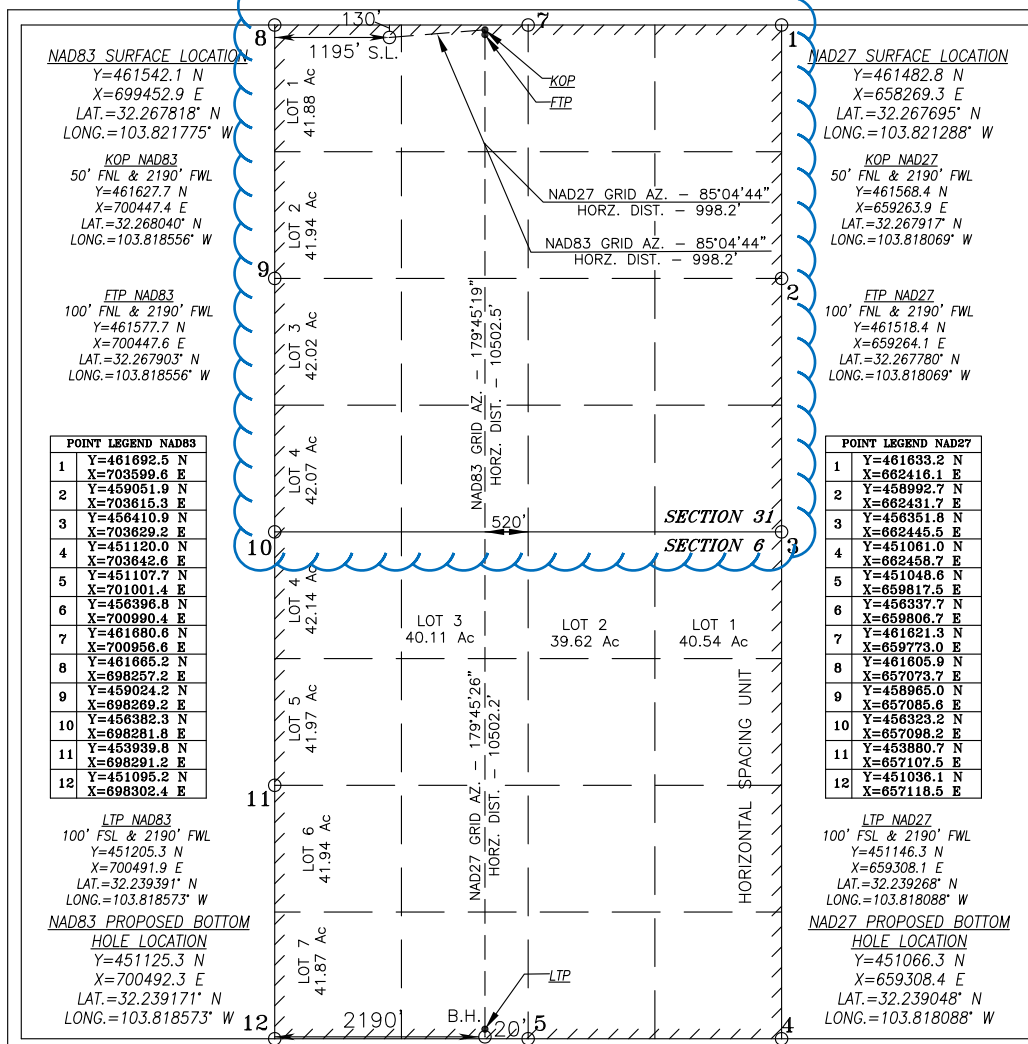 NAD83 SURFACE LOCATION
Y=461542.1 N
X=699452.9 E
LAT.=32.267818° N
LONG.=103.821775° W
KOP NAD83
50' FNL & 2190' FWL
Y=461627.7 N
X=700447.4 E
LAT.=32.268040° N
LONG.=103.818556° W
FTP NAD83
100' FNL & 2190' FWL
Y=461577.7 N
X=700447.6 E
LAT.=32.267903° N
LONG.=103.818556° W
POINT LEGEND NAD83
1 Y=461692.5 N
X=703599.6 E
2 Y=459051.9 N
X=703615.3 E
3 Y=456410.9 N
X=703629.2 E
4 Y=451120.0 N
X=703642.6 E
5 Y=451107.7 N
X=701001.4 E
6 Y=456396.8 N
X=700990.4 E
7 Y=461680.6 N
X=700956.6 E
8 Y=461665.2 N
X=698257.2 E
9 Y=459024.2 N
X=698269.2 E
10 Y=456382.3 N
X=698281.8 E
11 Y=453939.8 N
X=698291.2 E
12 Y=451095.2 N
X=698302.4 E
LTP NAD83
100' FSL & 2190' FWL
Y=451205.3 N
X=700491.9 E
LAT.=32.239391° N
LONG.=103.818573° W
NAD83 PROPOSED BOTTOM
HOLE LOCATION
Y=451125.3 N
X=700492.3 E
LAT.=32.239171° N
LONG.=103.818573° W
130'
8
7
1
1195' S.L.
KOP
FTP
LOT 1
41.88 Ac
NAD27 GRID AZ. - 85°04'44"
HORZ. DIST. - 998.2'
LOT 2
41.94 Ac
NAD83 GRID AZ. - 85°04'44"
HORZ. DIST. - 998.2'
9
2
LOT 3
42.02 Ac
NAD83 GRID AZ. - 179°45'19"
HORZ. DIST. - 10502.5'
LOT 4
42.07 Ac
520'
SECTION 31
10
3
SECTION 6
LOT 4
42.14 Ac
LOT 3
40.11 Ac
LOT 2
39.62 Ac
LOT 1
40.54 Ac
LOT 5
41.97 Ac
NAD27 GRID AZ. - 179°45'26"
HORZ. DIST. - 10502.2'
HORIZONTAL SPACING UNIT
11
LOT 6
41.94 Ac
LOT 7
41.87 Ac
LTP
12
2190'
B.H.
20'
5
4
NAD27 SURFACE LOCATION
Y=461482.8 N
X=658269.3 E
LAT.=32.267695° N
LONG.=103.821288° W
KOP NAD27
50' FNL & 2190' FWL
Y=461568.4 N
X=659263.9 E
LAT.=32.267917° N
LONG.=103.818069° W
FTP NAD27
100' FNL & 2190' FWL
Y=461518.4 N
X=659264.1 E
LAT.=32.267780° N
LONG.=103.818069° W
POINT LEGEND NAD27
1 Y=461633.2 N
X=662416.1 E
2 Y=458992.7 N
X=662431.7 E
3 Y=456351.8 N
X=662445.5 E
4 Y=451061.0 N
X=662458.7 E
5 Y=451048.6 N
X=659817.5 E
6 Y=456337.7 N
X=659806.7 E
7 Y=461621.3 N
X=659773.0 E
8 Y=461605.9 N
X=657073.7 E
9 Y=458965.0 N
X=657085.6 E
10 Y=456323.2 N
X=657098.2 E
11 Y=453880.7 N
X=657107.5 E
12 Y=451036.1 N
X=657118.5 E
LTP NAD27
100' FSL & 2190' FWL
Y=451146.3 N
X=659308.1 E
LAT.=32.239268° N
LONG.=103.818088° W
NAD27 PROPOSED BOTTOM
HOLE LOCATION
Y=451066.3 N
X=659308.4 E
LAT.=32.239048° N
LONG.=103.818088° W